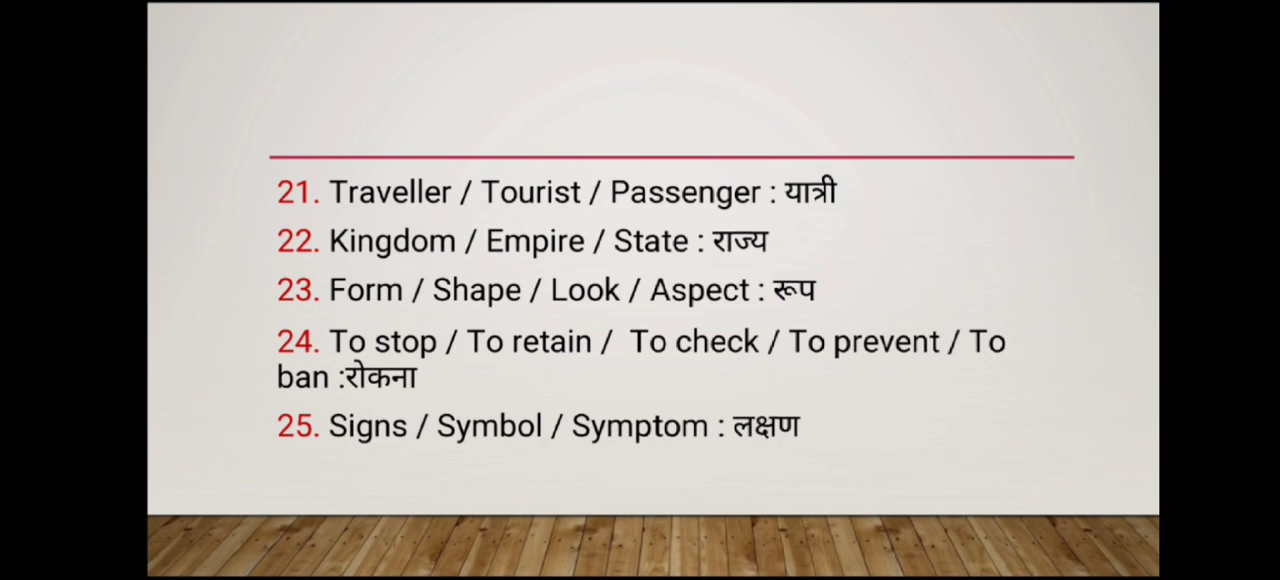 21. Traveller / Tourist / Passenger : यात्री
22. Kingdom / Empire / State : राज्य
23. Form / Shape / Look / Aspect : रूप
24. To stop / To retain /  To check / To prevent / To
ban :रोकना
25. Signs / Symbol / Symptom : लक्षण